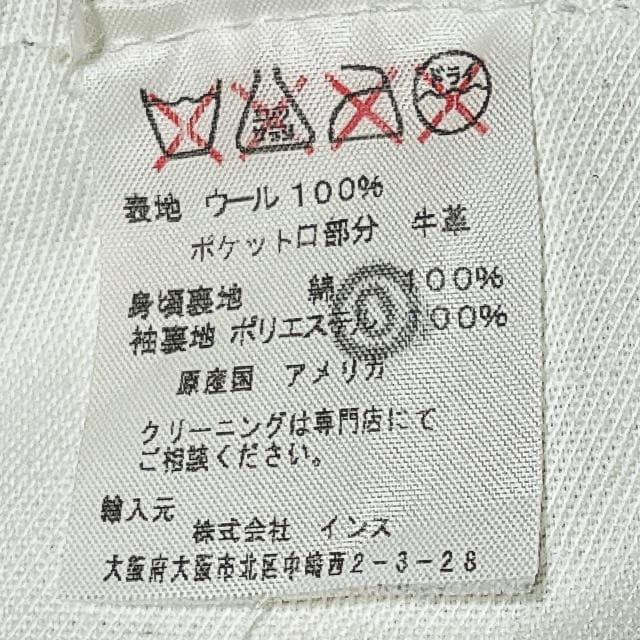 ドライ
表地 ウール 100%
ポケット口部分 牛革
身頃裏地 綿 100%
袖裏地 ポリエステル 100%
原産国 アメリカ
クリーニングは専門店にて
ご相談ください。
輸入元
株式会社 インス
大阪府大阪市北区中崎西2-3-28